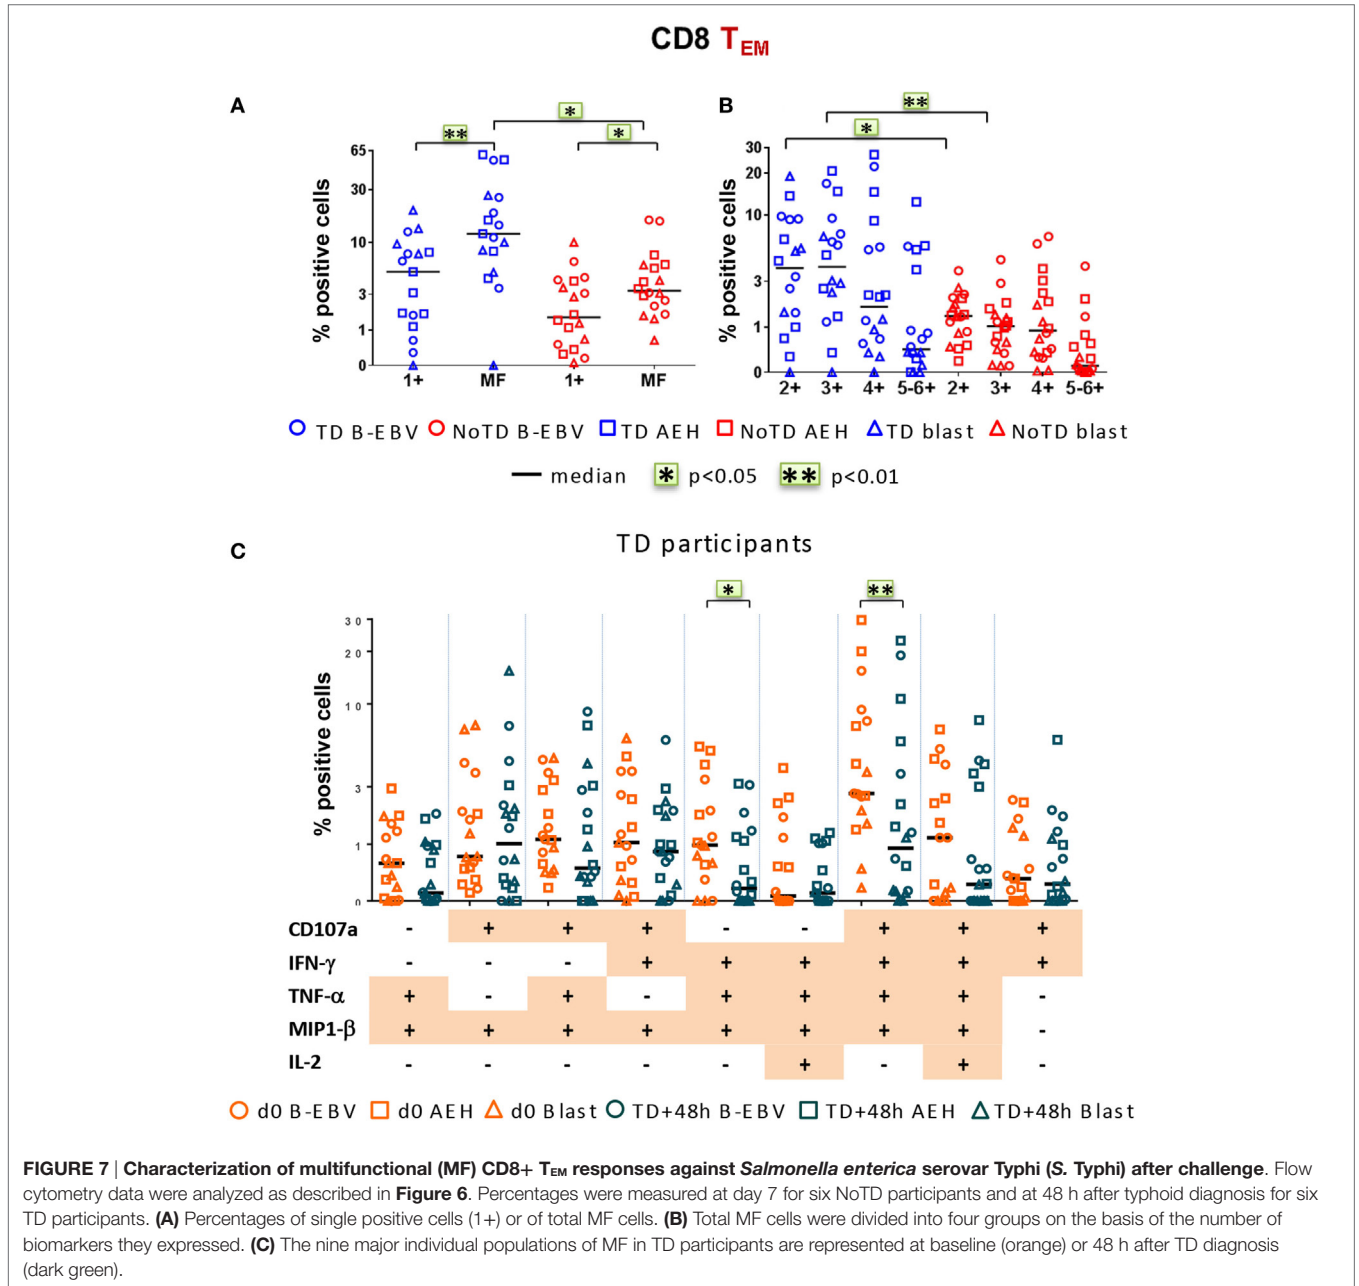 CD8 TEM
A
B
** * *
** *
% positive cells
65
30
10
3
1
0
1+ MF 1+ MF
% positive cells
30
20
10
3
1
0
2+ 3+ 4+ 5-6+ 2+ 3+ 4+ 5-6+
TD B-EBV NoTD B-EBV TD AEH NoTD AEH TD blast NoTD blast
median * p<0.05 ** p<0.01
C
TD participants
* **
% positive cells
30
20
10
3
1
0
CD107a - + + + - - + + +
IFN-γ - - - + + + + + +
TNF-α + - + - + + + + -
MIP1-β + + + + + + + + -
IL-2 - - - - - + - + -
d0 B-EBV d0 AEH d0 Blast TD+48h B-EBV TD+48h AEH TD+48h Blast
FIGURE 7 | Characterization of multifunctional (MF) CD8+ TEM responses against Salmonella enterica serovar Typhi (S. Typhi) after challenge. Flow
cytometry data were analyzed as described in Figure 6. Percentages were measured at day 7 for six NoTD participants and at 48 h after typhoid diagnosis for six
TD participants. (A) Percentages of single positive cells (1+) or of total MF cells. (B) Total MF cells were divided into four groups on the basis of the number of
biomarkers they expressed. (C) The nine major individual populations of MF in TD participants are represented at baseline (orange) or 48 h after TD diagnosis
(dark green).